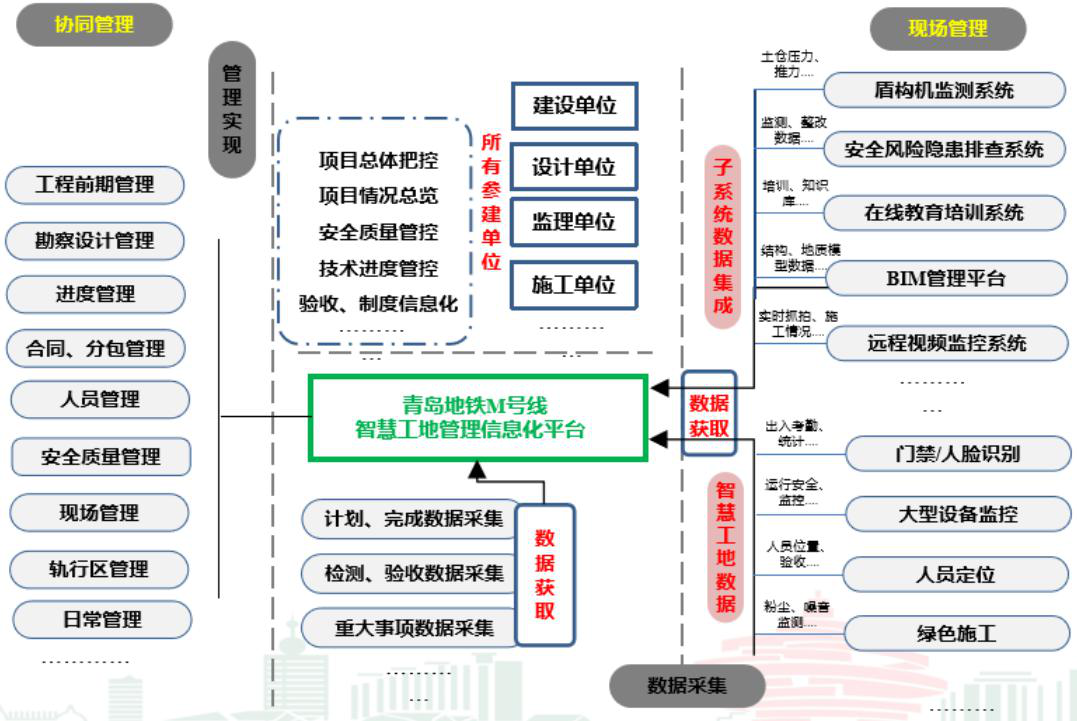 协同管理
工程前期管理
勘察设计管理
进度管理
合同、分包管理
人员管理
安全质量管理
现场管理
轨行区管理
日常管理
……………
管理实现
项目总体把控
项目情况总览
安全质量管控
技术进度管控
验收、制度信息化
…………
…
所有参建单位
建设单位
设计单位
监理单位
施工单位
…………
…
青岛地铁M号线
智慧工地管理信息化平台
计划、完成数据采集
检测、验收数据采集
重大事项数据采集
…………
…
数据获取
现场管理
子系统数据集成
土仓压力、
推力....
盾构机监测系统
监测、整改
数据....
安全风险隐患排查系统
培训、知识
库....
在线教育培训系统
结构、地质模
型数据....
BIM管理平台
实时抓拍、施
工情况....
远程视频监控系统
…………
…
数据
获取
智慧工地数据
出入考勤、
统计....
门禁/人脸识别
运行安全、
监控....
大型设备监控
人员位置、
验收....
人员定位
粉尘、噪音
监测....
绿色施工
…………
数据采集